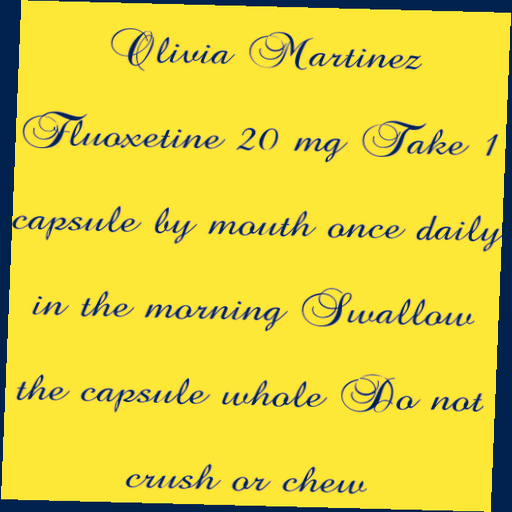 Olivia Martinez
Fluoxetine 20 mg Take 1
capsule by mouth once daily
in the morning Swallow
the capsule whole Do not
crush or chew